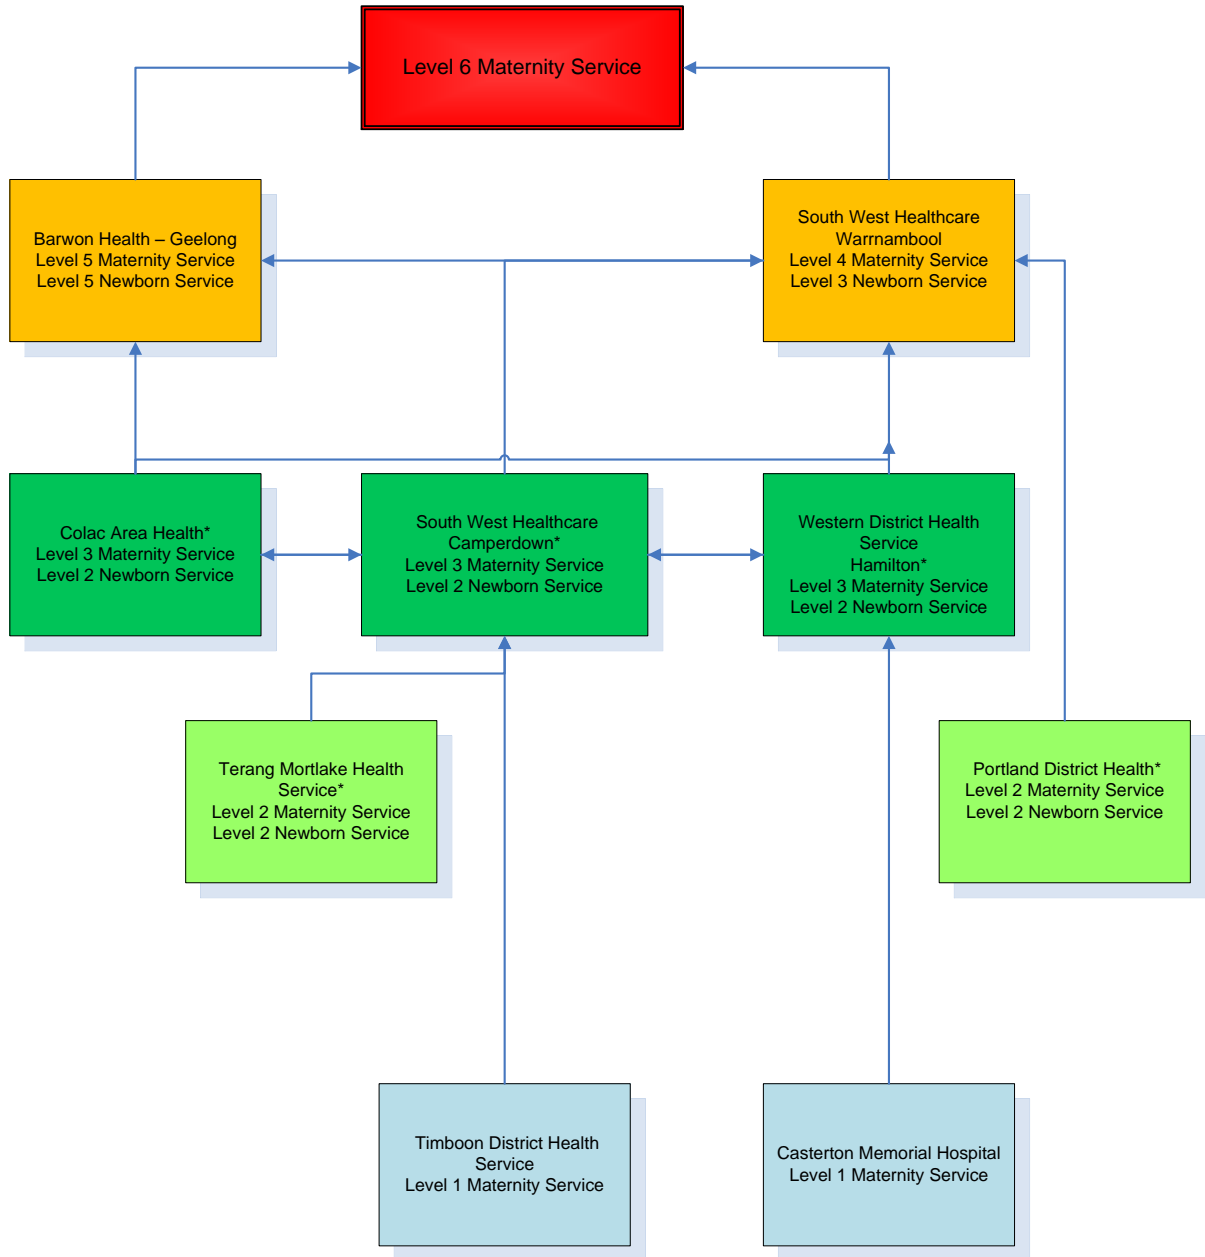 Level 6 Maternity Service
Barwon Health – Geelong
Level 5 Maternity Service
Level 5 Newborn Service
South West Healthcare
Warrnambool
Level 4 Maternity Service
Level 3 Newborn Service
Colac Area Health*
Level 3 Maternity Service
Level 2 Newborn Service
South West Healthcare
Camperdown*
Level 3 Maternity Service
Level 2 Newborn Service
Western District Health
Service
Hamilton*
Level 3 Maternity Service
Level 2 Newborn Service
Terang Mortlake Health
Service*
Level 2 Maternity Service
Level 2 Newborn Service
Portland District Health*
Level 2 Maternity Service
Level 2 Newborn Service
Timboon District Health
Service
Level 1 Maternity Service
Casterton Memorial Hospital
Level 1 Maternity Service